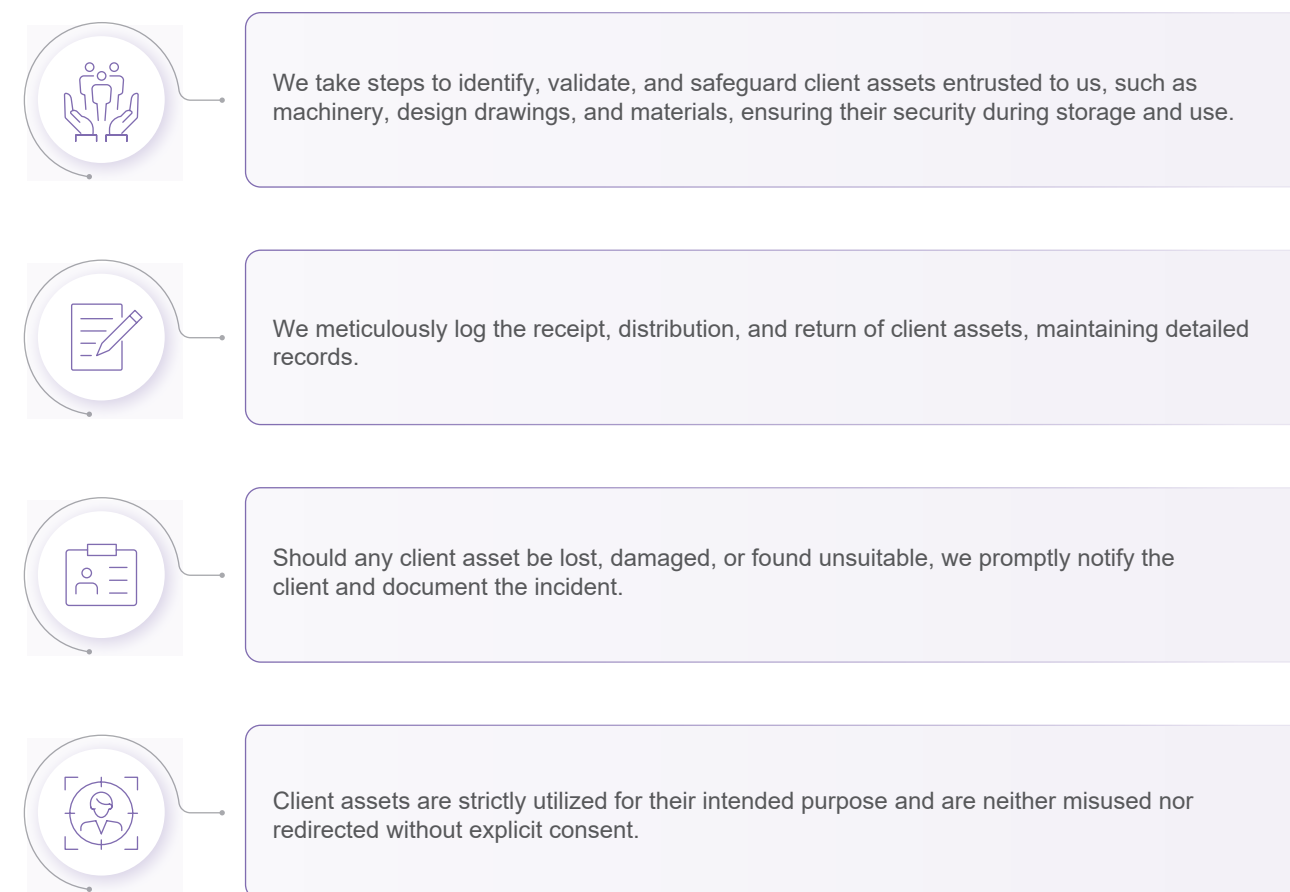 We take steps to identify, validate, and safeguard client assets entrusted to us, such as
machinery, design drawings, and materials, ensuring their security during storage and use.
We meticulously log the receipt, distribution, and return of client assets, maintaining detailed
records.
Should any client asset be lost, damaged, or found unsuitable, we promptly notify the
client and document the incident.
Client assets are strictly utilized for their intended purpose and are neither misused nor
redirected without explicit consent.